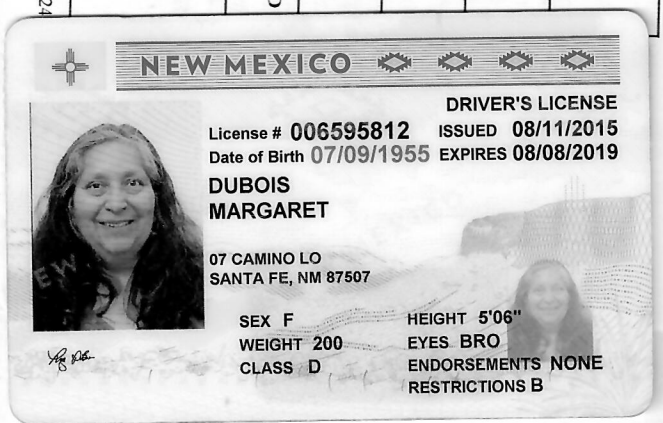 24
NEW MEXICO
DRIVER'S LICENSE
License # 006595812 ISSUED 08/11/2015
Date of Birth 07/09/1955 EXPIRES 08/08/2019
DUBOIS
MARGARET
07 CAMINO LO
SANTA FE, NM 87507
SEX F HEIGHT 5'06"
WEIGHT 200 EYES BRO
CLASS D ENDORSEMENTS NONE
RESTRICTIONS B